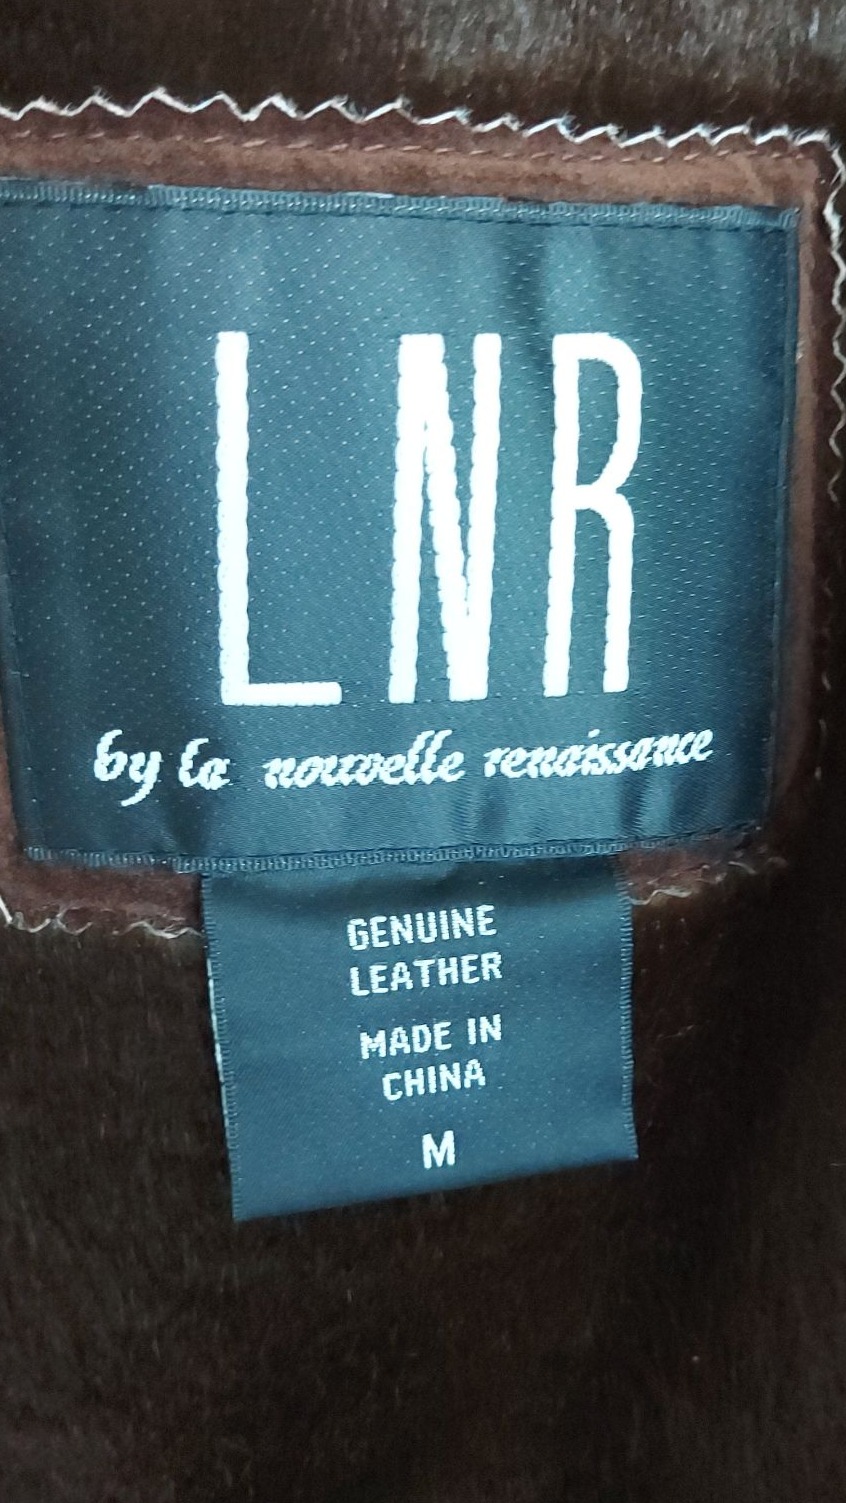 LNR
by la nouvelle renaissance
GENUINE
LEATHER
MADE IN
CHINA
M